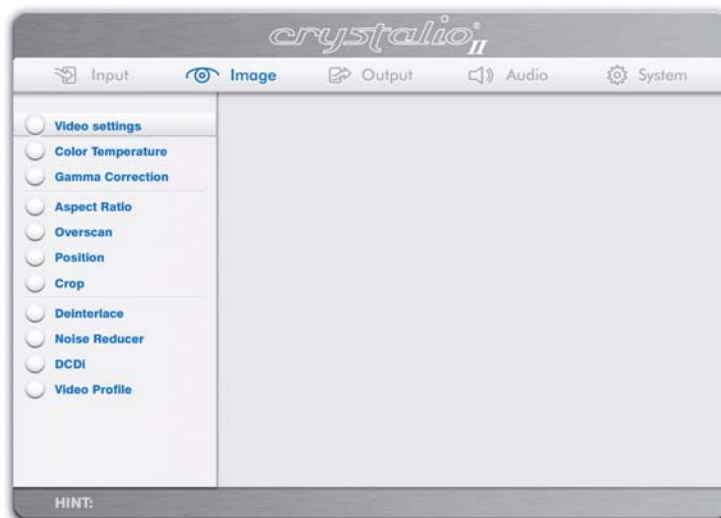 crystalio® II
Input Image Output Audio System
Video settings
Color Temperature
Gamma Correction
Aspect Ratio
Overscan
Position
Crop
Deinterlace
Noise Reducer
DCDi
Video Profile
HINT: